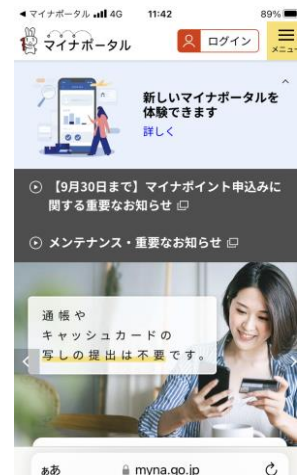 ◀ マイナポータル 4G 11:42 89%
マイナポータル ログイン メニュー
新しいマイナポータルを
体験できます
詳しく
【9月30日まで】マイナポイント申込みに
関する重要なお知らせ
メンテナンス・重要なお知らせ
通帳や
キャッシュカードの
写しの提出は不要です。
ぁあ myna.go.jp